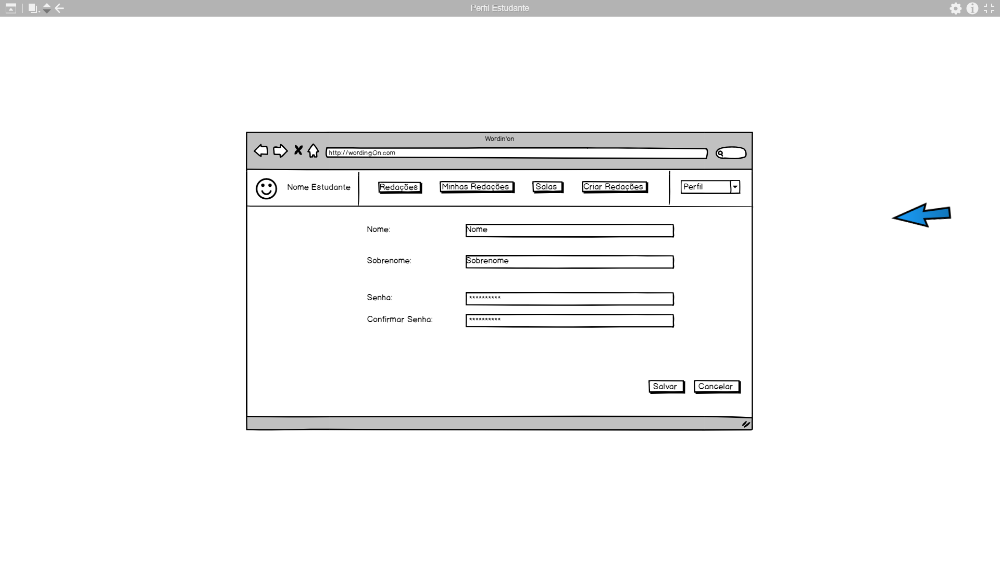 Perfil Estudante
Wordin'on
http://wordingOn.com
Nome Estudante
Redações
Minhas Redações
Salas
Criar Redações
Perfil
Nome:
Nome
Sobrenome:
Sobrenome
Senha:
**********
Confirmar Senha:
**********
Salvar
Cancelar